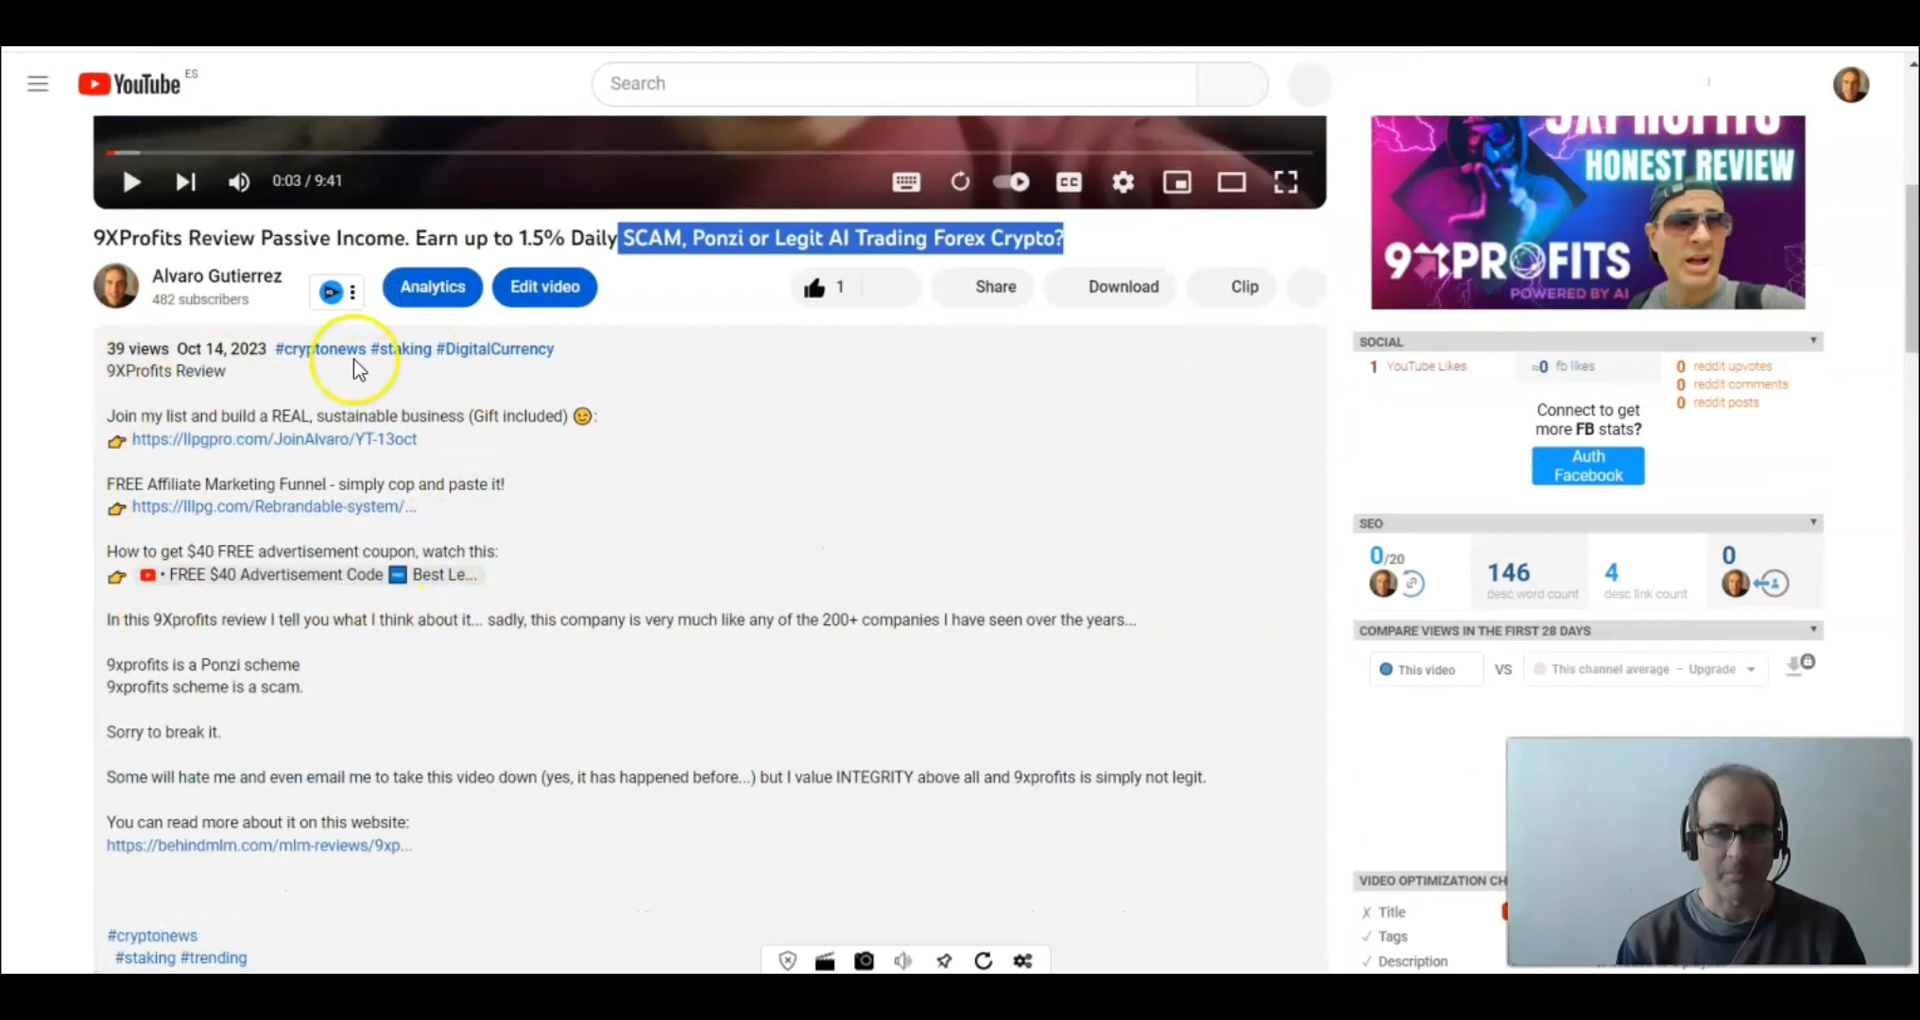 YouTube ES
Search
0:03 / 9:41
CC
9XProfits Review Passive Income. Earn up to 1.5% Daily SCAM, Ponzi or Legit AI Trading Forex Crypto?
Alvaro Gutierrez
482 subscribers
Analytics
Edit video
1
Share
Download
Clip
39 views Oct 14, 2023 #cryptonews #staking #DigitalCurrency
9XProfits Review
Join my list and build a REAL, sustainable business (Gift included) 😉:
👉 https://llpgpro.com/JoinAlvaro/YT-13oct
FREE Affiliate Marketing Funnel - simply cop and paste it!
👉 https://lllpg.com/Rebrandable-system/...
How to get $40 FREE advertisement coupon, watch this:
👉 • FREE $40 Advertisement Code Best Le...
In this 9Xprofits review I tell you what I think about it... sadly, this company is very much like any of the 200+ companies I have seen over the years...
9xprofits is a Ponzi scheme
9xprofits scheme is a scam.
Sorry to break it.
Some will hate me and even email me to take this video down (yes, it has happened before...) but I value INTEGRITY above all and 9xprofits is simply not legit.
You can read more about it on this website:
https://behindmlm.com/mlm-reviews/9xp...
#cryptonews
#staking #trending
9XPROFITS
HONEST REVIEW
9XPROFITS
POWERED BY AI
SOCIAL
1 YouTube Likes
≈0 fb likes
0 reddit upvotes
0 reddit comments
0 reddit posts
Connect to get
more FB stats?
Auth
Facebook
SEO
0/20
146
desc word count
4
desc link count
0
COMPARE VIEWS IN THE FIRST 28 DAYS
This video
VS
This channel average – Upgrade
VIDEO OPTIMIZATION CH
X Title
✓ Tags
✓ Description